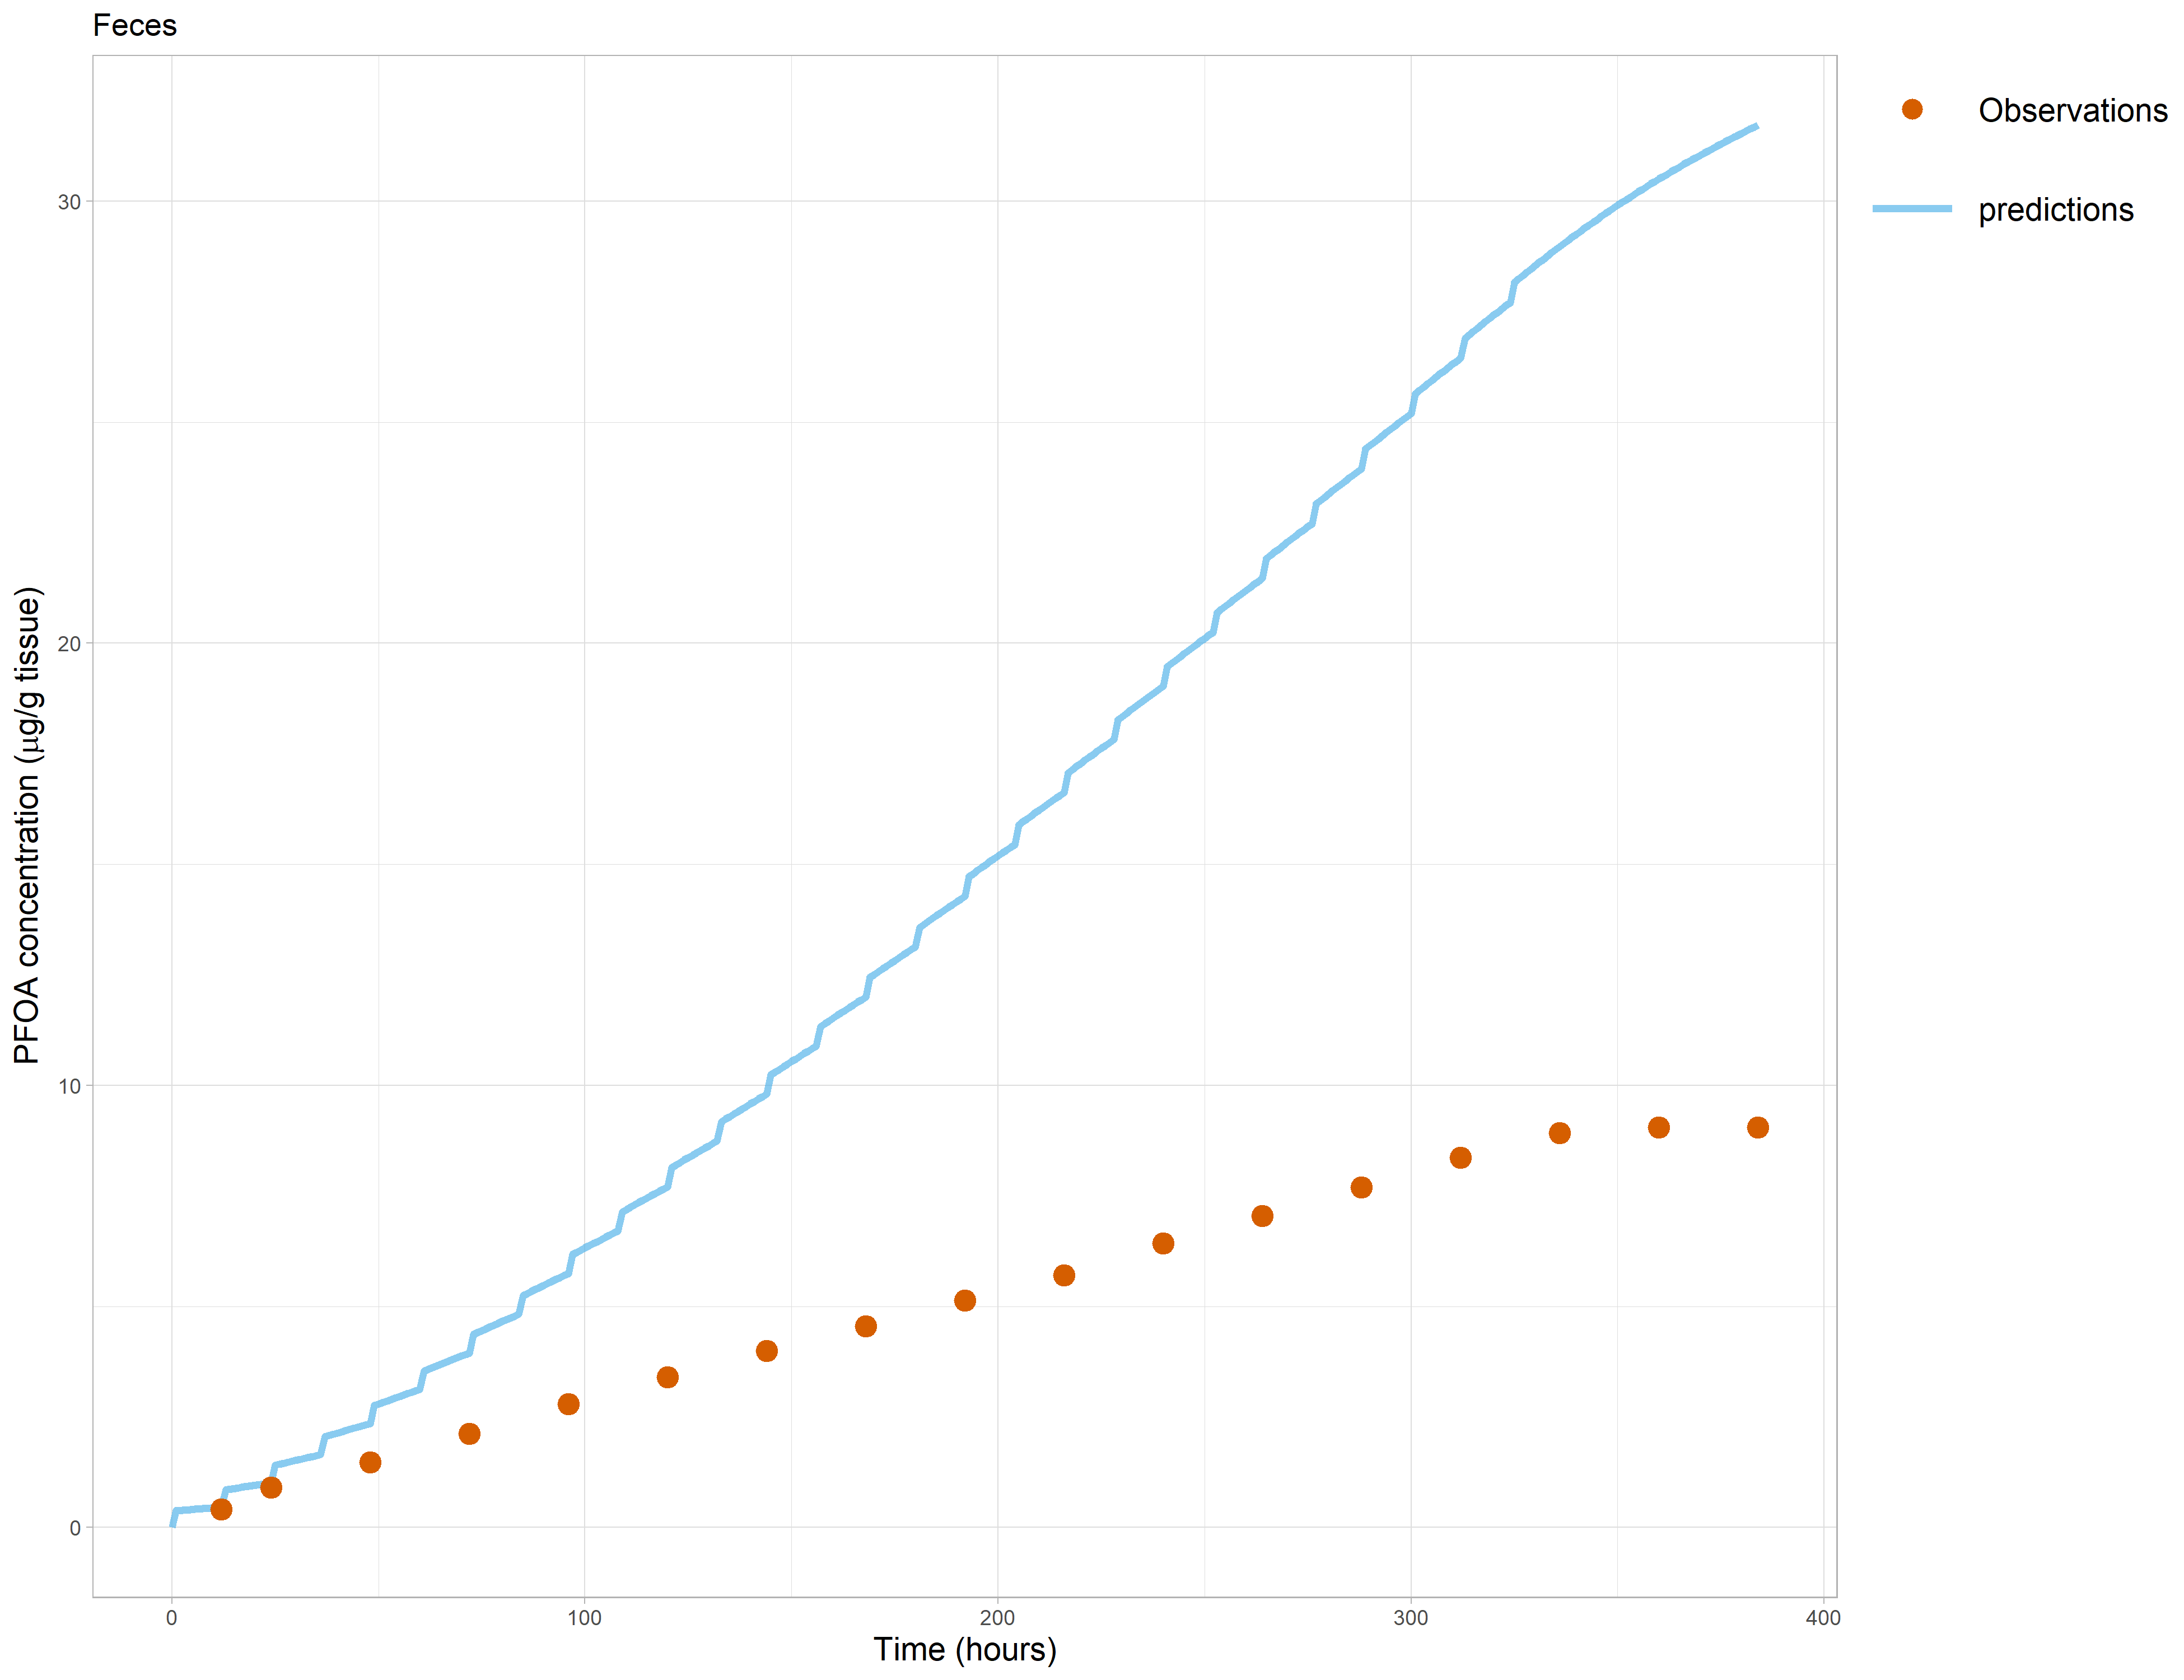 Feces
Observations
predictions
PFOA concentration (μg/g tissue)
30
20
10
0
0 100 200 300 400
Time (hours)